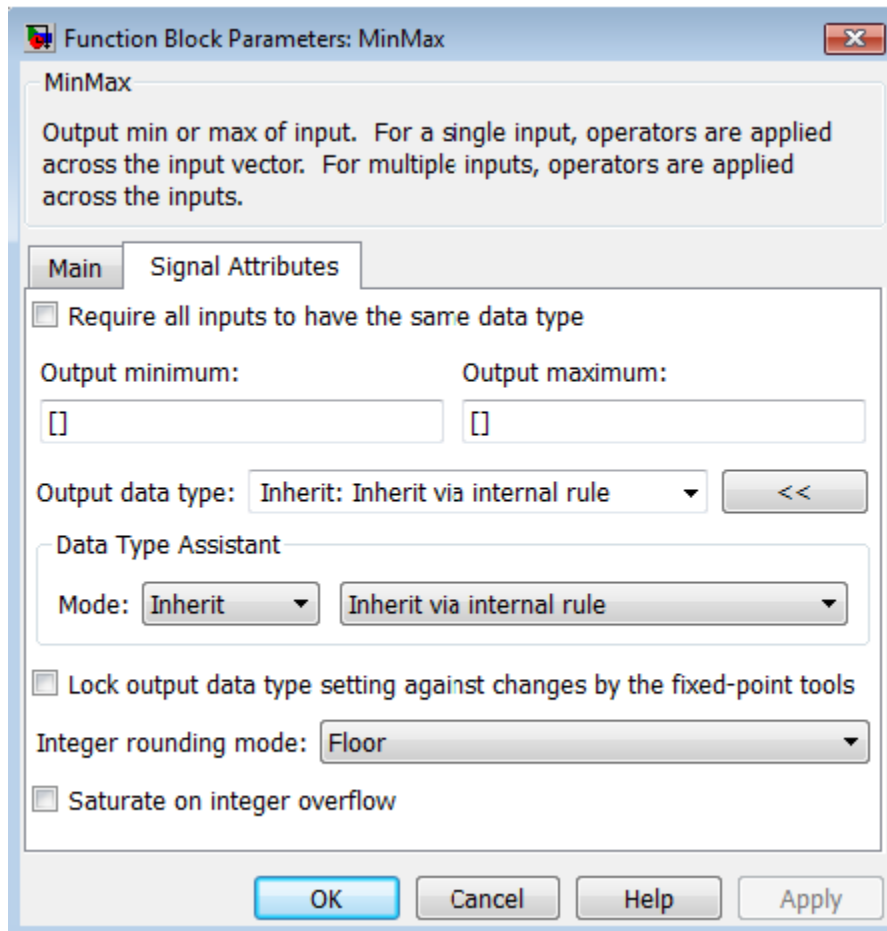 Function Block Parameters: MinMax
MinMax
Output min or max of input.  For a single input, operators are applied
across the input vector.  For multiple inputs, operators are applied
across the inputs.
Main
Signal Attributes
Require all inputs to have the same data type
Output minimum:
Output maximum:
[]
[]
Output data type:
Inherit: Inherit via internal rule
<<
Data Type Assistant
Mode:
Inherit
Inherit via internal rule
Lock output data type setting against changes by the fixed-point tools
Integer rounding mode:
Floor
Saturate on integer overflow
OK
Cancel
Help
Apply